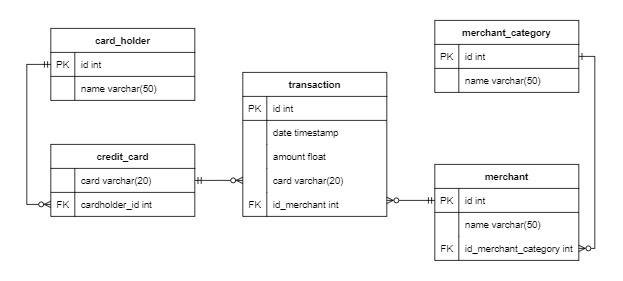 card_holder
PK id int
name varchar(50)
merchant_category
PK id int
name varchar(50)
transaction
PK id int
date timestamp
amount float
card varchar(20)
FK id_merchant int
credit_card
card varchar(20)
FK cardholder_id int
merchant
PK id int
name varchar(50)
FK id_merchant_category int